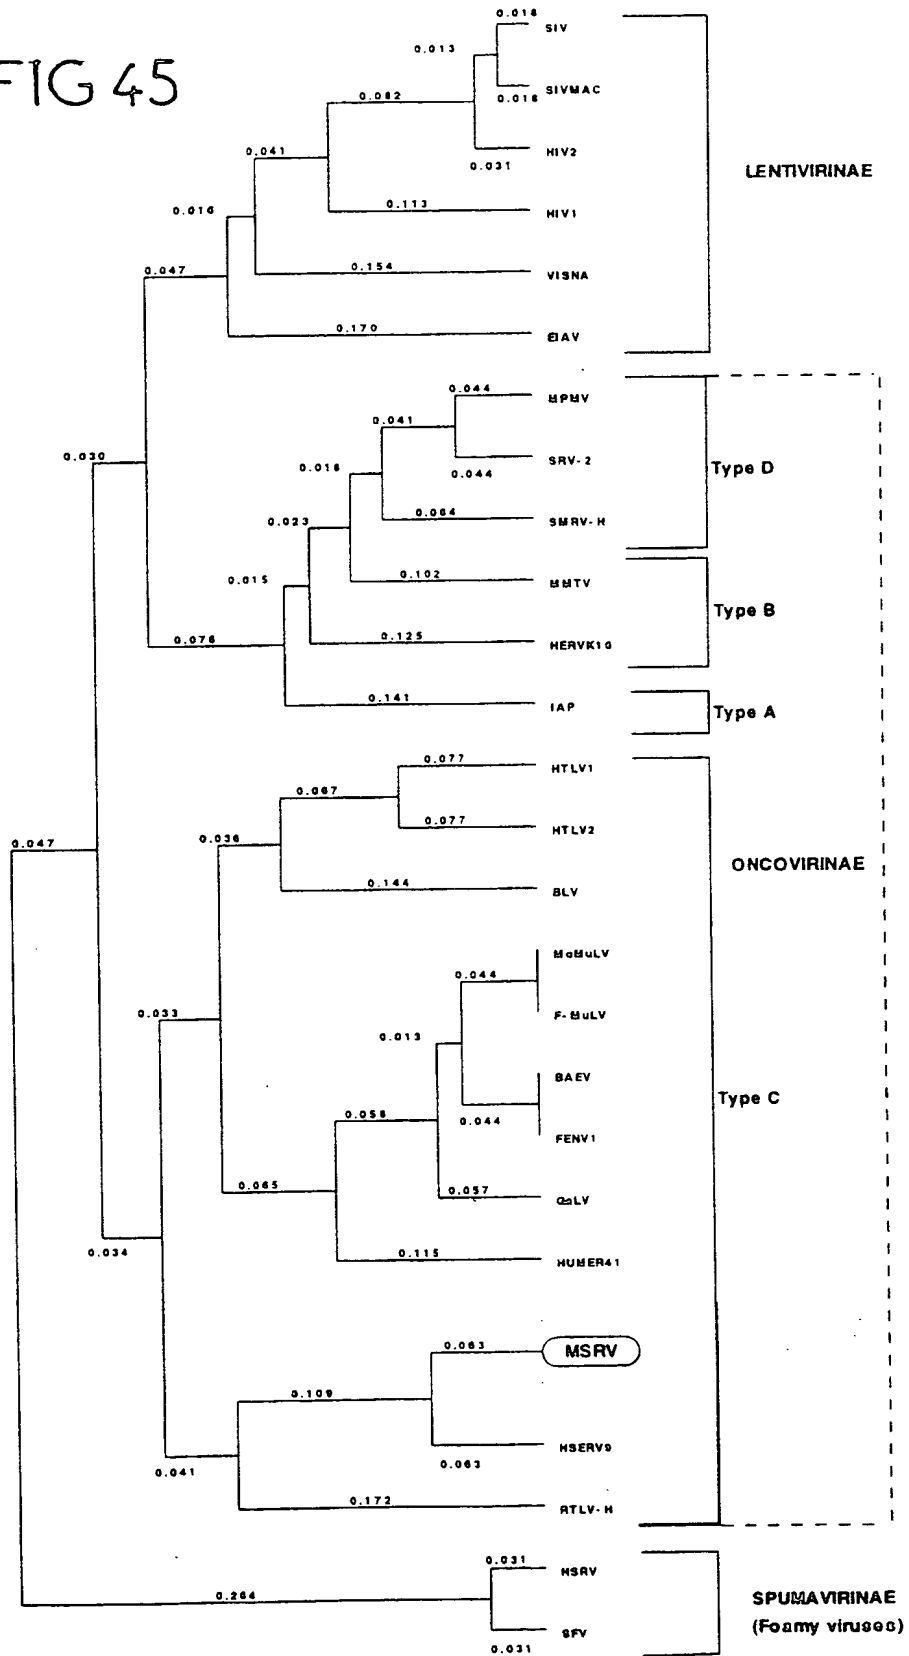 FIG 45
0.018
SIV
0.013
SIVMAC
0.018
0.082
HIV2
0.031
0.041
LENTIVIRINAE
HIV1
0.113
0.016
VISNA
0.154
0.047
EIAV
0.170
0.044
MPMV
0.041
SRV-2
0.044
0.030
0.018
Type D
SMRV-H
0.084
0.023
MMTV
0.102
0.015
Type B
HERVK10
0.125
0.076
0.141
IAP
Type A
0.077
HTLV1
0.067
0.077
HTLV2
0.036
0.047
ONCOVIRINAE
0.144
BLV
MoMuLV
0.044
F-MuLV
0.033
0.013
BAEV
0.044
Type C
0.058
FENV1
0.065
0.057
GaLV
0.034
0.115
HUMER41
0.063
MSRV
0.109
HSERV9
0.063
0.041
0.172
RTLV-H
0.031
HSRV
0.264
SPUMAVIRINAE
(Foamy viruses)
SFV
0.031